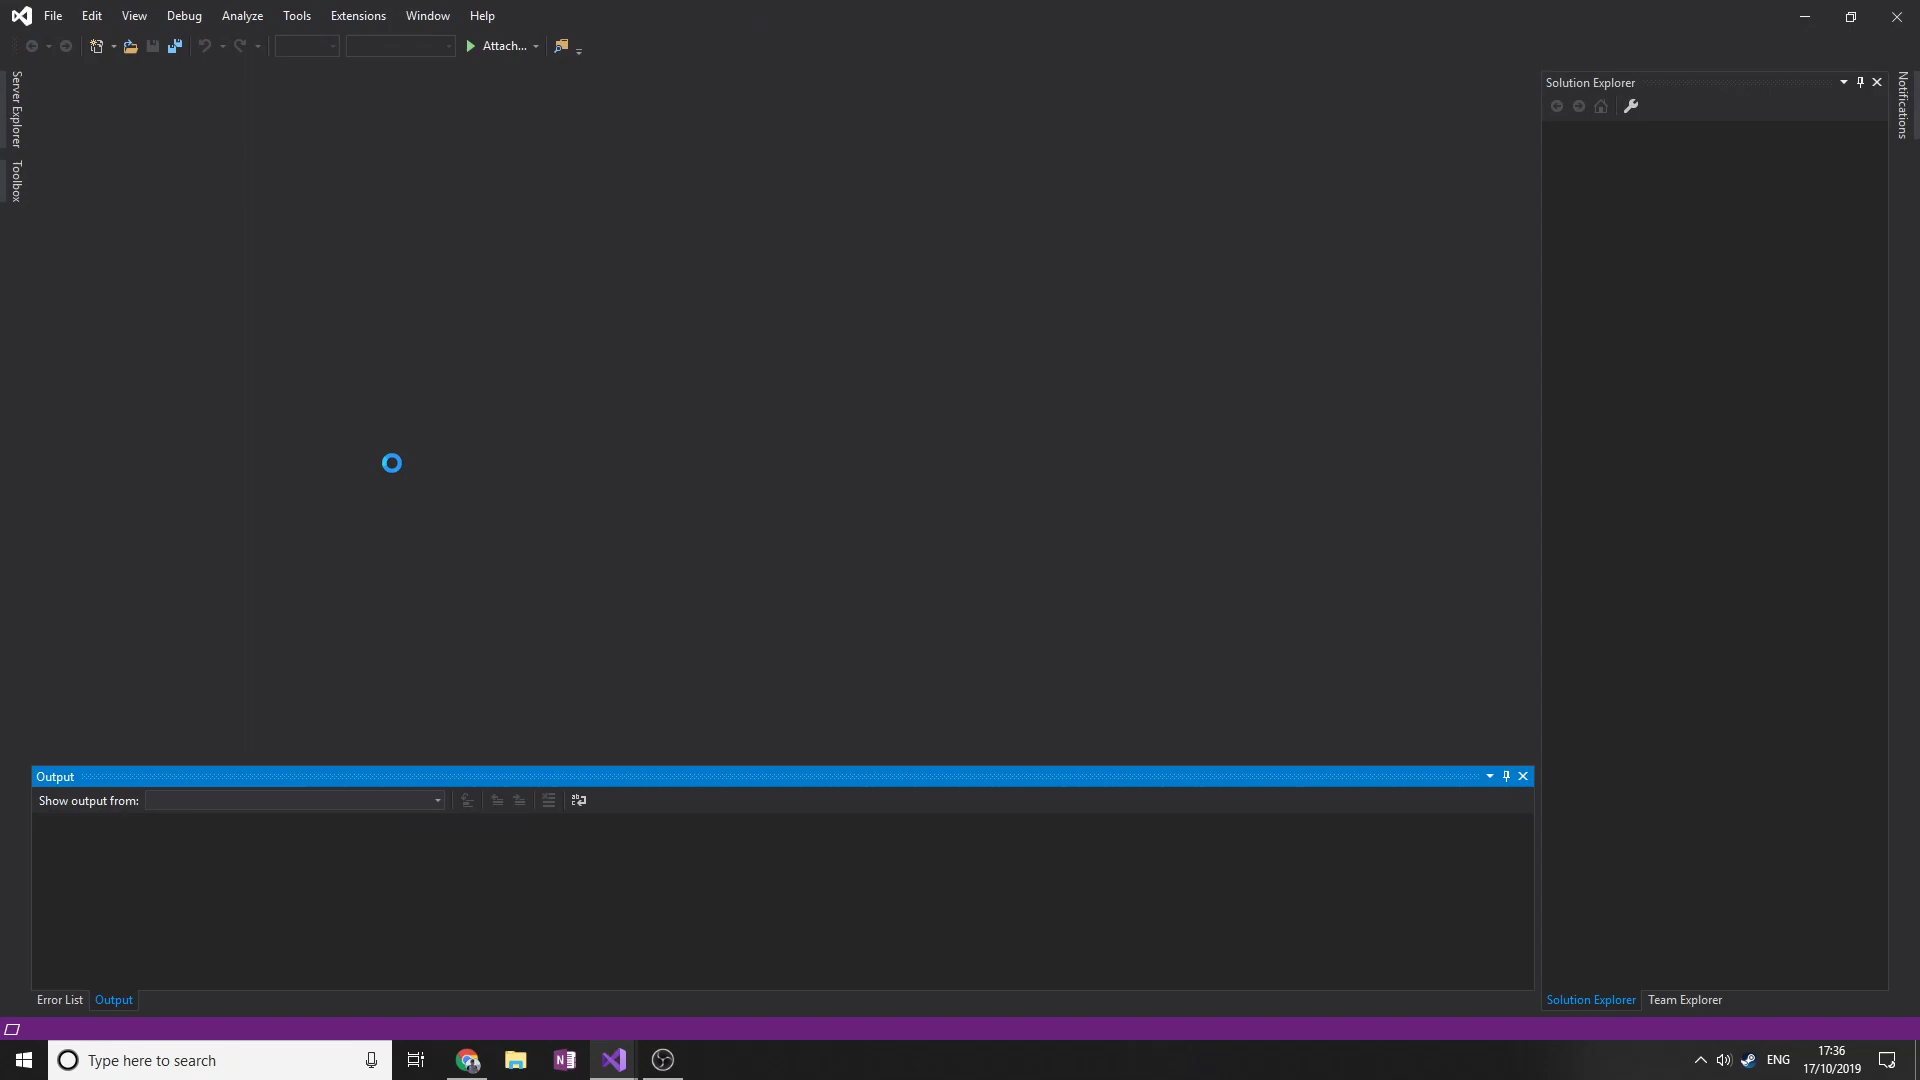 File Edit View Debug Analyze Tools Extensions Window Help
Attach...
Server Explorer
Toolbox
Solution Explorer
Notifications
Output
Show output from:
Error List Output
Solution Explorer Team Explorer
Type here to search
ENG
17:36
17/10/2019